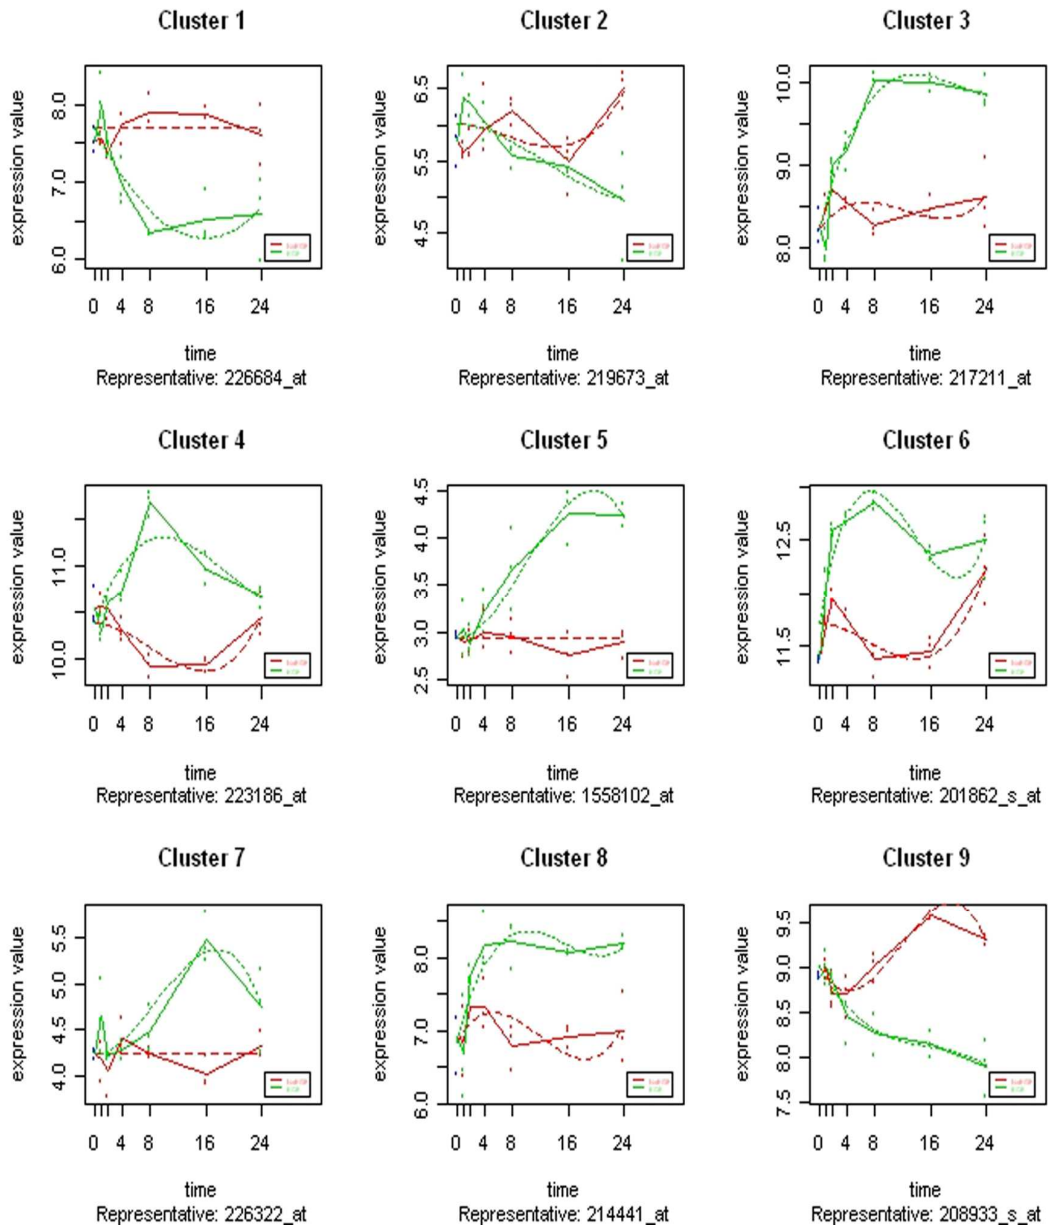 Cluster 1
Cluster 2
Cluster 3
expression value
6.0 7.0 8.0
0 4 8 16 24
time
Representative: 226684_at
expression value
4.5 5.5 6.5
0 4 8 16 24
time
Representative: 219673_at
expression value
8.0 9.0 10.0
0 4 8 16 24
time
Representative: 217211_at
Cluster 4
Cluster 5
Cluster 6
expression value
10.0 11.0
0 4 8 16 24
time
Representative: 223186_at
expression value
2.5 3.0 3.5 4.0 4.5
0 4 8 16 24
time
Representative: 1558102_at
expression value
11.5 12.5
0 4 8 16 24
time
Representative: 201862_s_at
Cluster 7
Cluster 8
Cluster 9
expression value
4.0 4.5 5.0 5.5
0 4 8 16 24
time
Representative: 226322_at
expression value
6.0 7.0 8.0
0 4 8 16 24
time
Representative: 214441_at
expression value
7.5 8.0 8.5 9.0 9.5
0 4 8 16 24
time
Representative: 208933_s_at